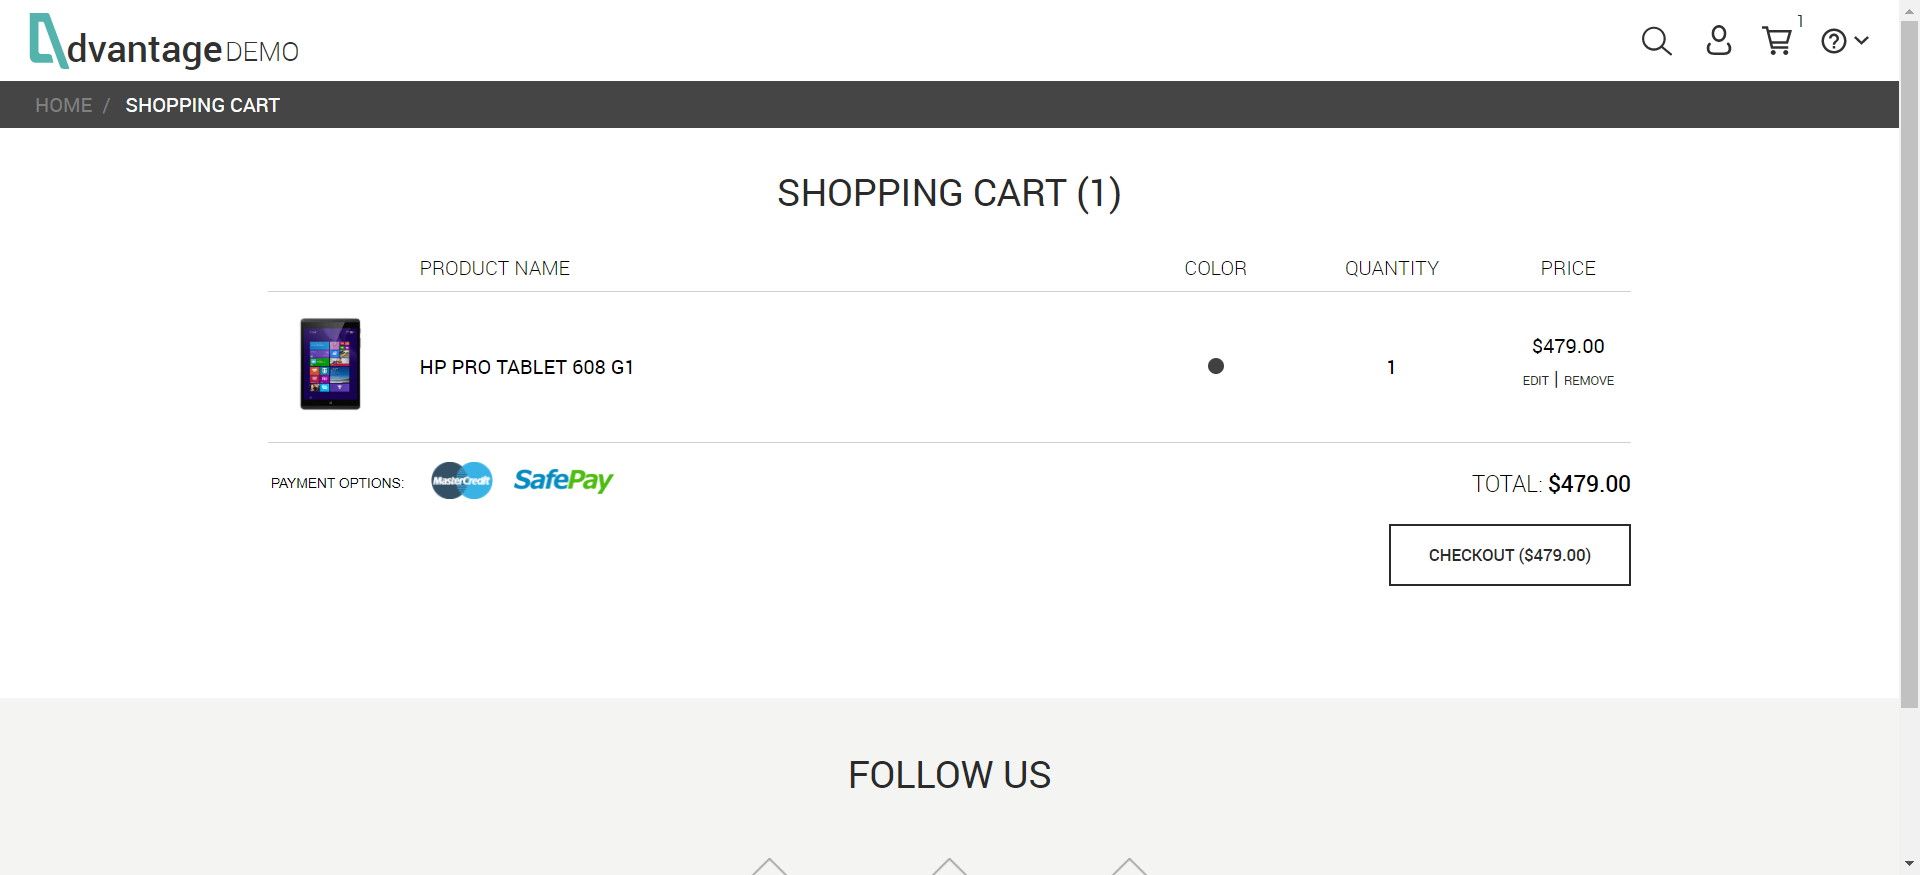 dvantage DEMO
1
HOME / SHOPPING CART
SHOPPING CART (1)
PRODUCT NAME COLOR QUANTITY PRICE
HP PRO TABLET 608 G1 1 $479.00
EDIT | REMOVE
PAYMENT OPTIONS: MasterCredit SafePay TOTAL: $479.00
CHECKOUT ($479.00)
FOLLOW US